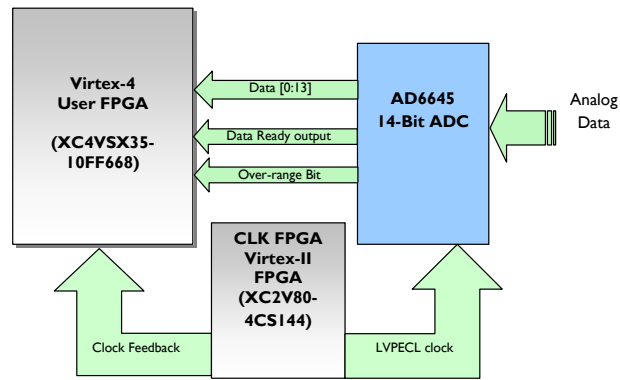 Virtex-4
User FPGA
(XC4VSX35-
10FF668)
Data [0:13]
Data Ready output
Over-range Bit
AD6645
14-Bit ADC
Analog
Data
CLK FPGA
Virtex-II
FPGA
(XC2V80-
4CS144)
Clock Feedback
LVPECL clock